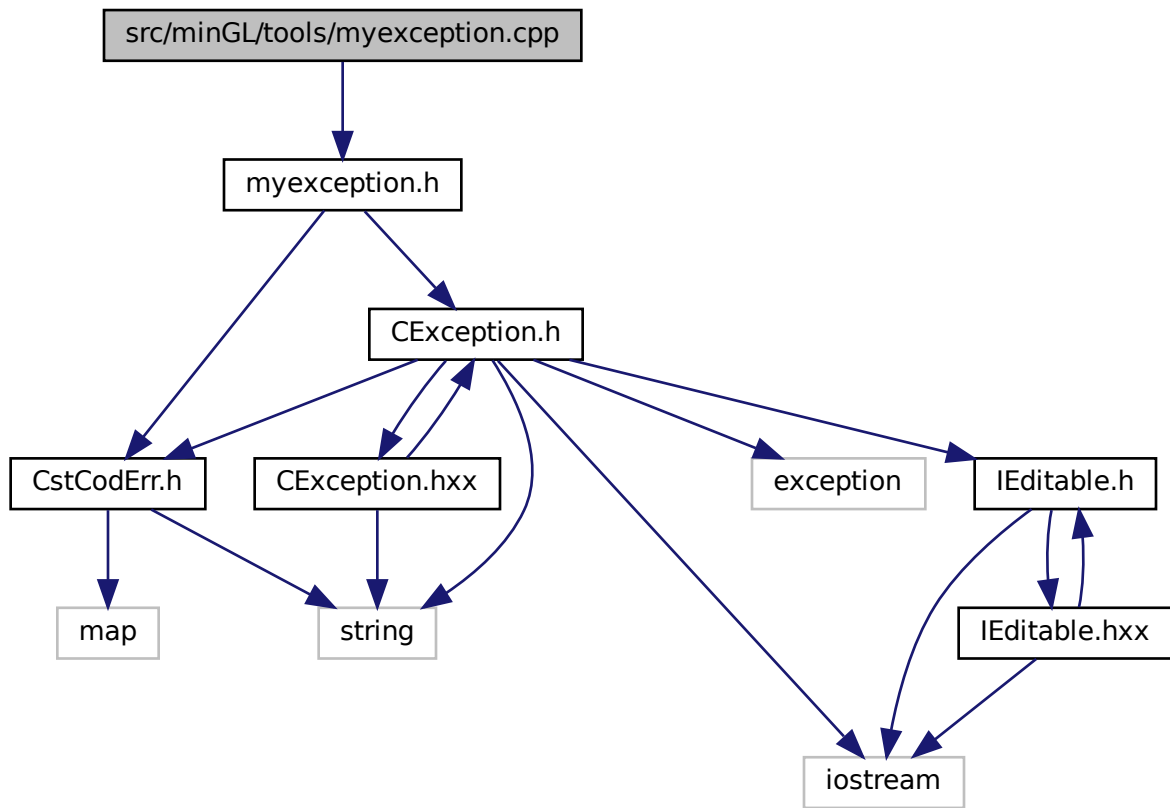 src/minGL/tools/myexception.cpp
myexception.h
CException.h
CstCodErr.h
CException.hxx
exception
IEditable.h
map
string
IEditable.hxx
iostream